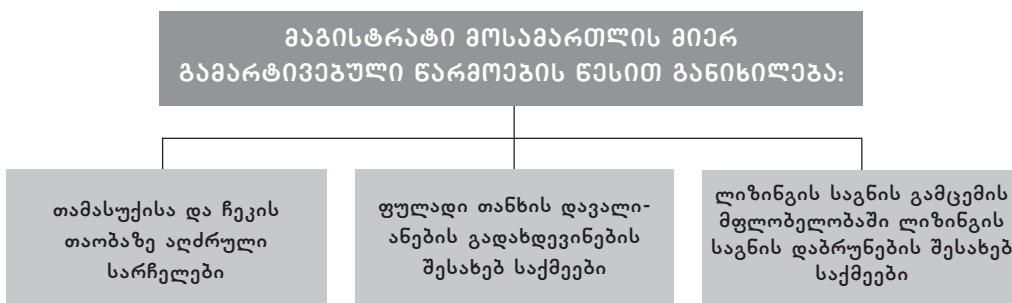 მაგისტრატი მოსამართლის მიერ
გამარტივებული წარმოების წესით განიხილება:
თამასუქისა და ჩეკის
თაობაზე აღძრული
სარჩელები
ფულადი თანხის დავალი-
ანების გადახდევინების
შესახებ საქმეები
ლიზინგის საგნის გამცემის
მფლობელობაში ლიზინგის
საგნის დაბრუნების შესახებ
საქმეები